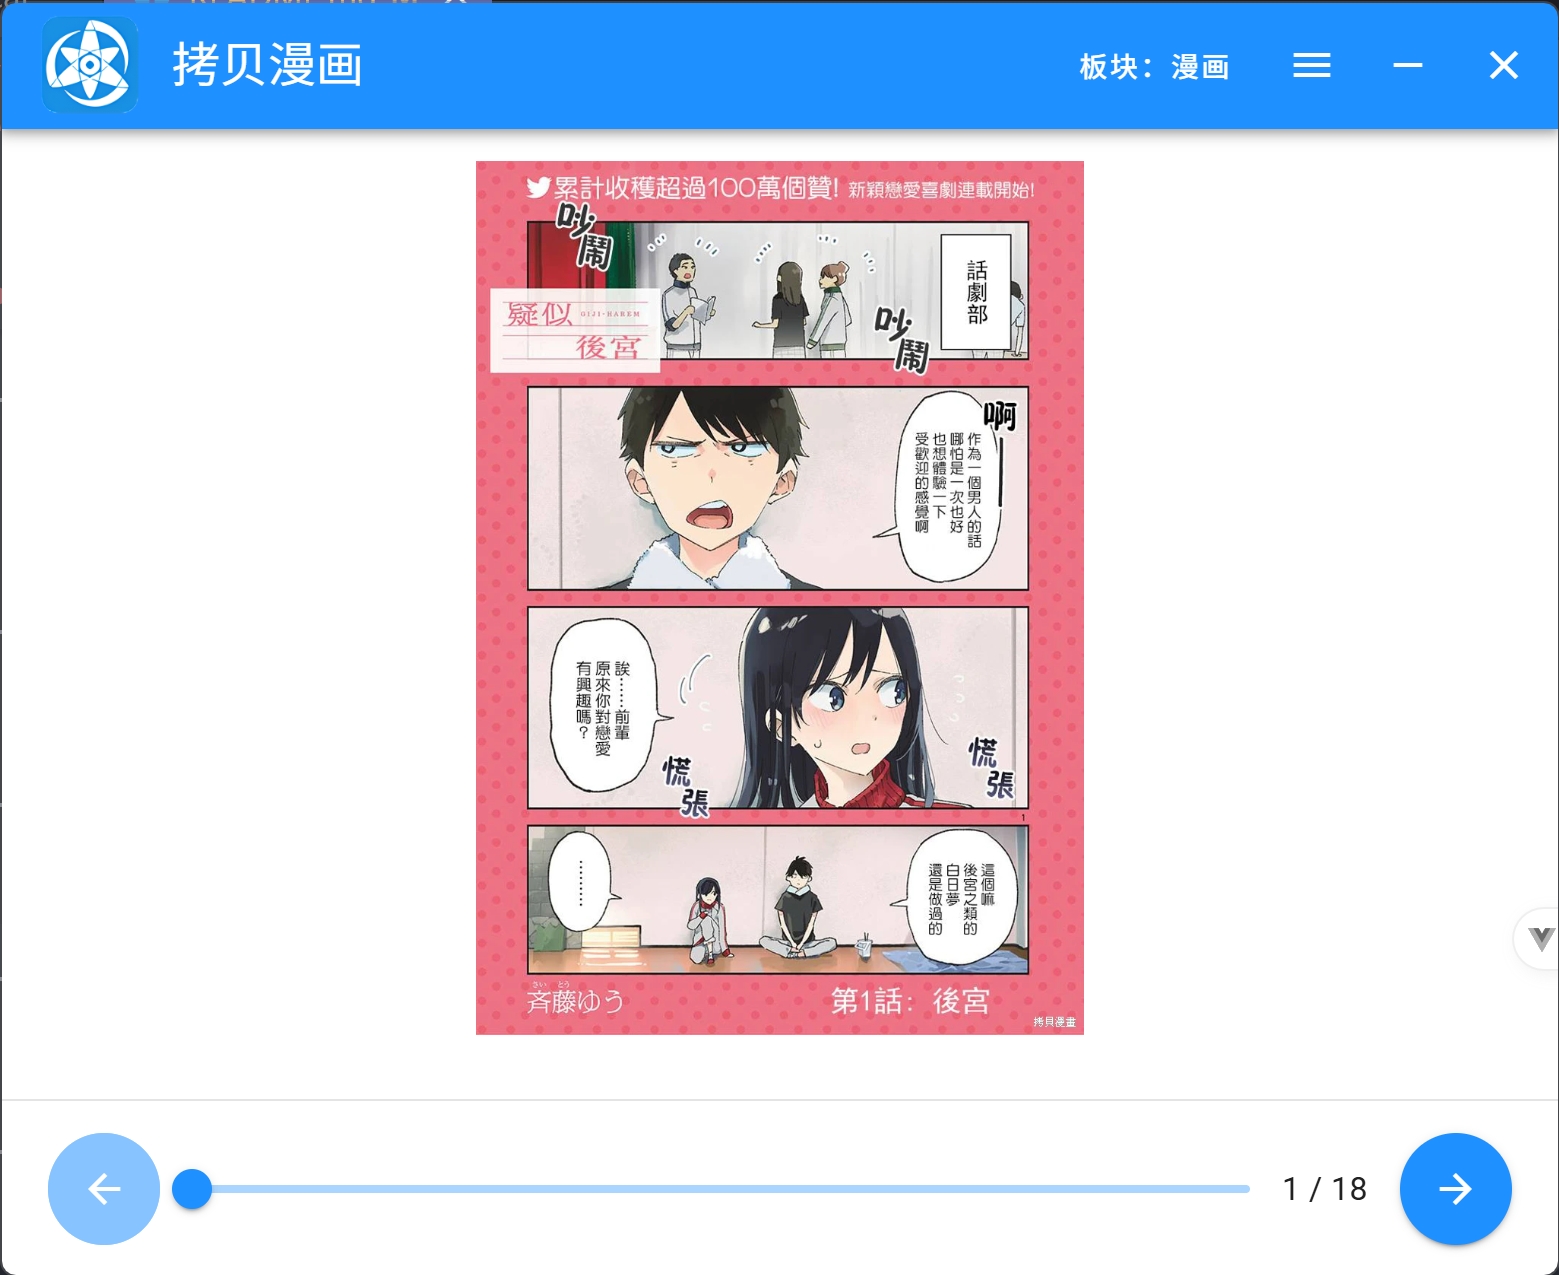 拷贝漫画
板块：漫画
累計收穫超過100萬個讚! 新穎戀愛喜劇連載開始!
吵鬧
話劇部
疑似
GIJI-HAREM
後宮
吵鬧
啊
作為一個男人的話
哪怕是一次也好
也想體驗一下
受歡迎的感覺啊
誒……前輩
原來你對戀愛
有興趣嗎？
慌張
慌張
1
這個嘛
後宮之類的
白日夢
還是做過的
………
さい とう
斉藤ゆう
第1話：後宮
拷貝漫畫
1 / 18